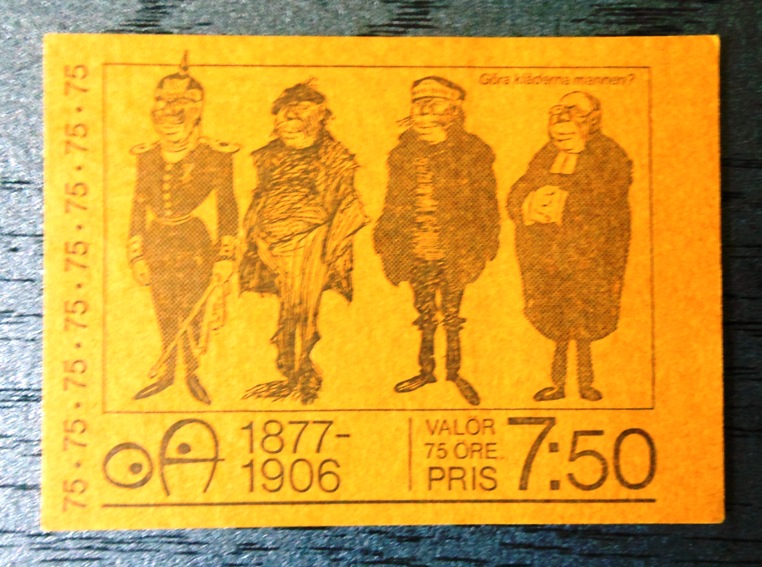 Göra kläderna mannen?
75 • 75 • 75 • 75 • 75 • 75 • 75
OA
1877-
1906
VALÖR
75 ÖRE.
PRIS
7:50